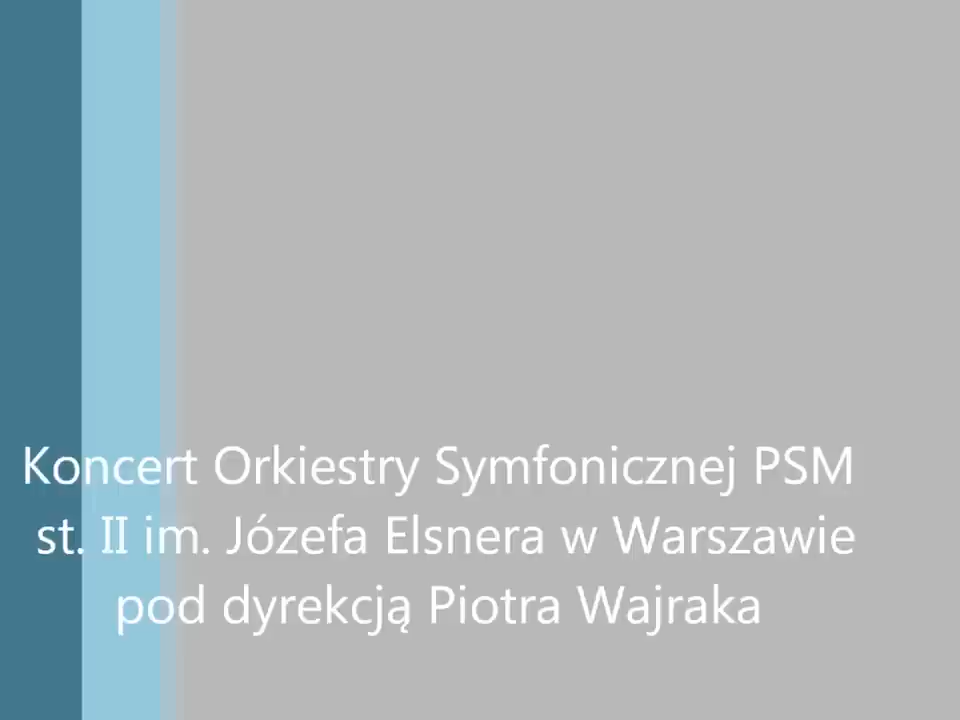 Koncert Orkiestry Symfonicznej PSM
st. II im. Józefa Elsnera w Warszawie
pod dyrekcją Piotra Wajraka